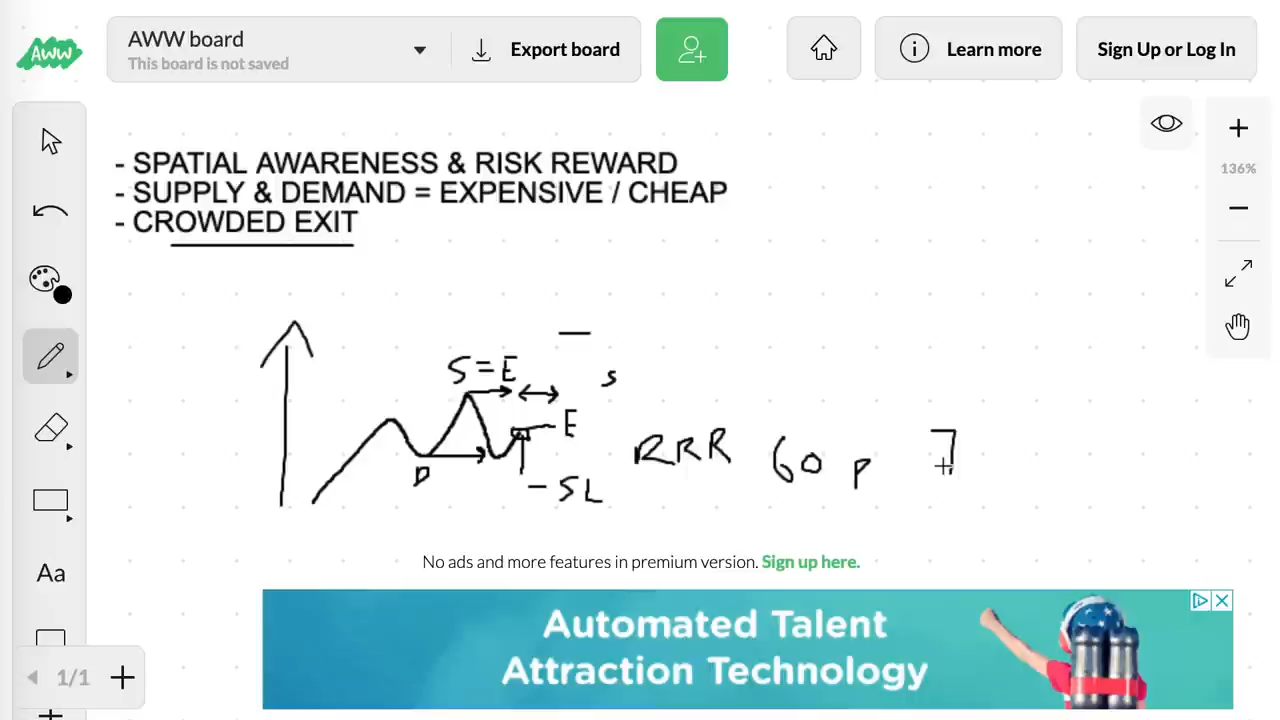 AWW
AWW board
This board is not saved
Export board
Learn more
Sign Up or Log In
136%
- SPATIAL AWARENESS & RISK REWARD
- SUPPLY & DEMAND = EXPENSIVE / CHEAP
- CROWDED EXIT
S = E
s
E
D
- SL
RRR 60 p 7
Aa
1/1
No ads and more features in premium version. Sign up here.
Automated Talent
Attraction Technology